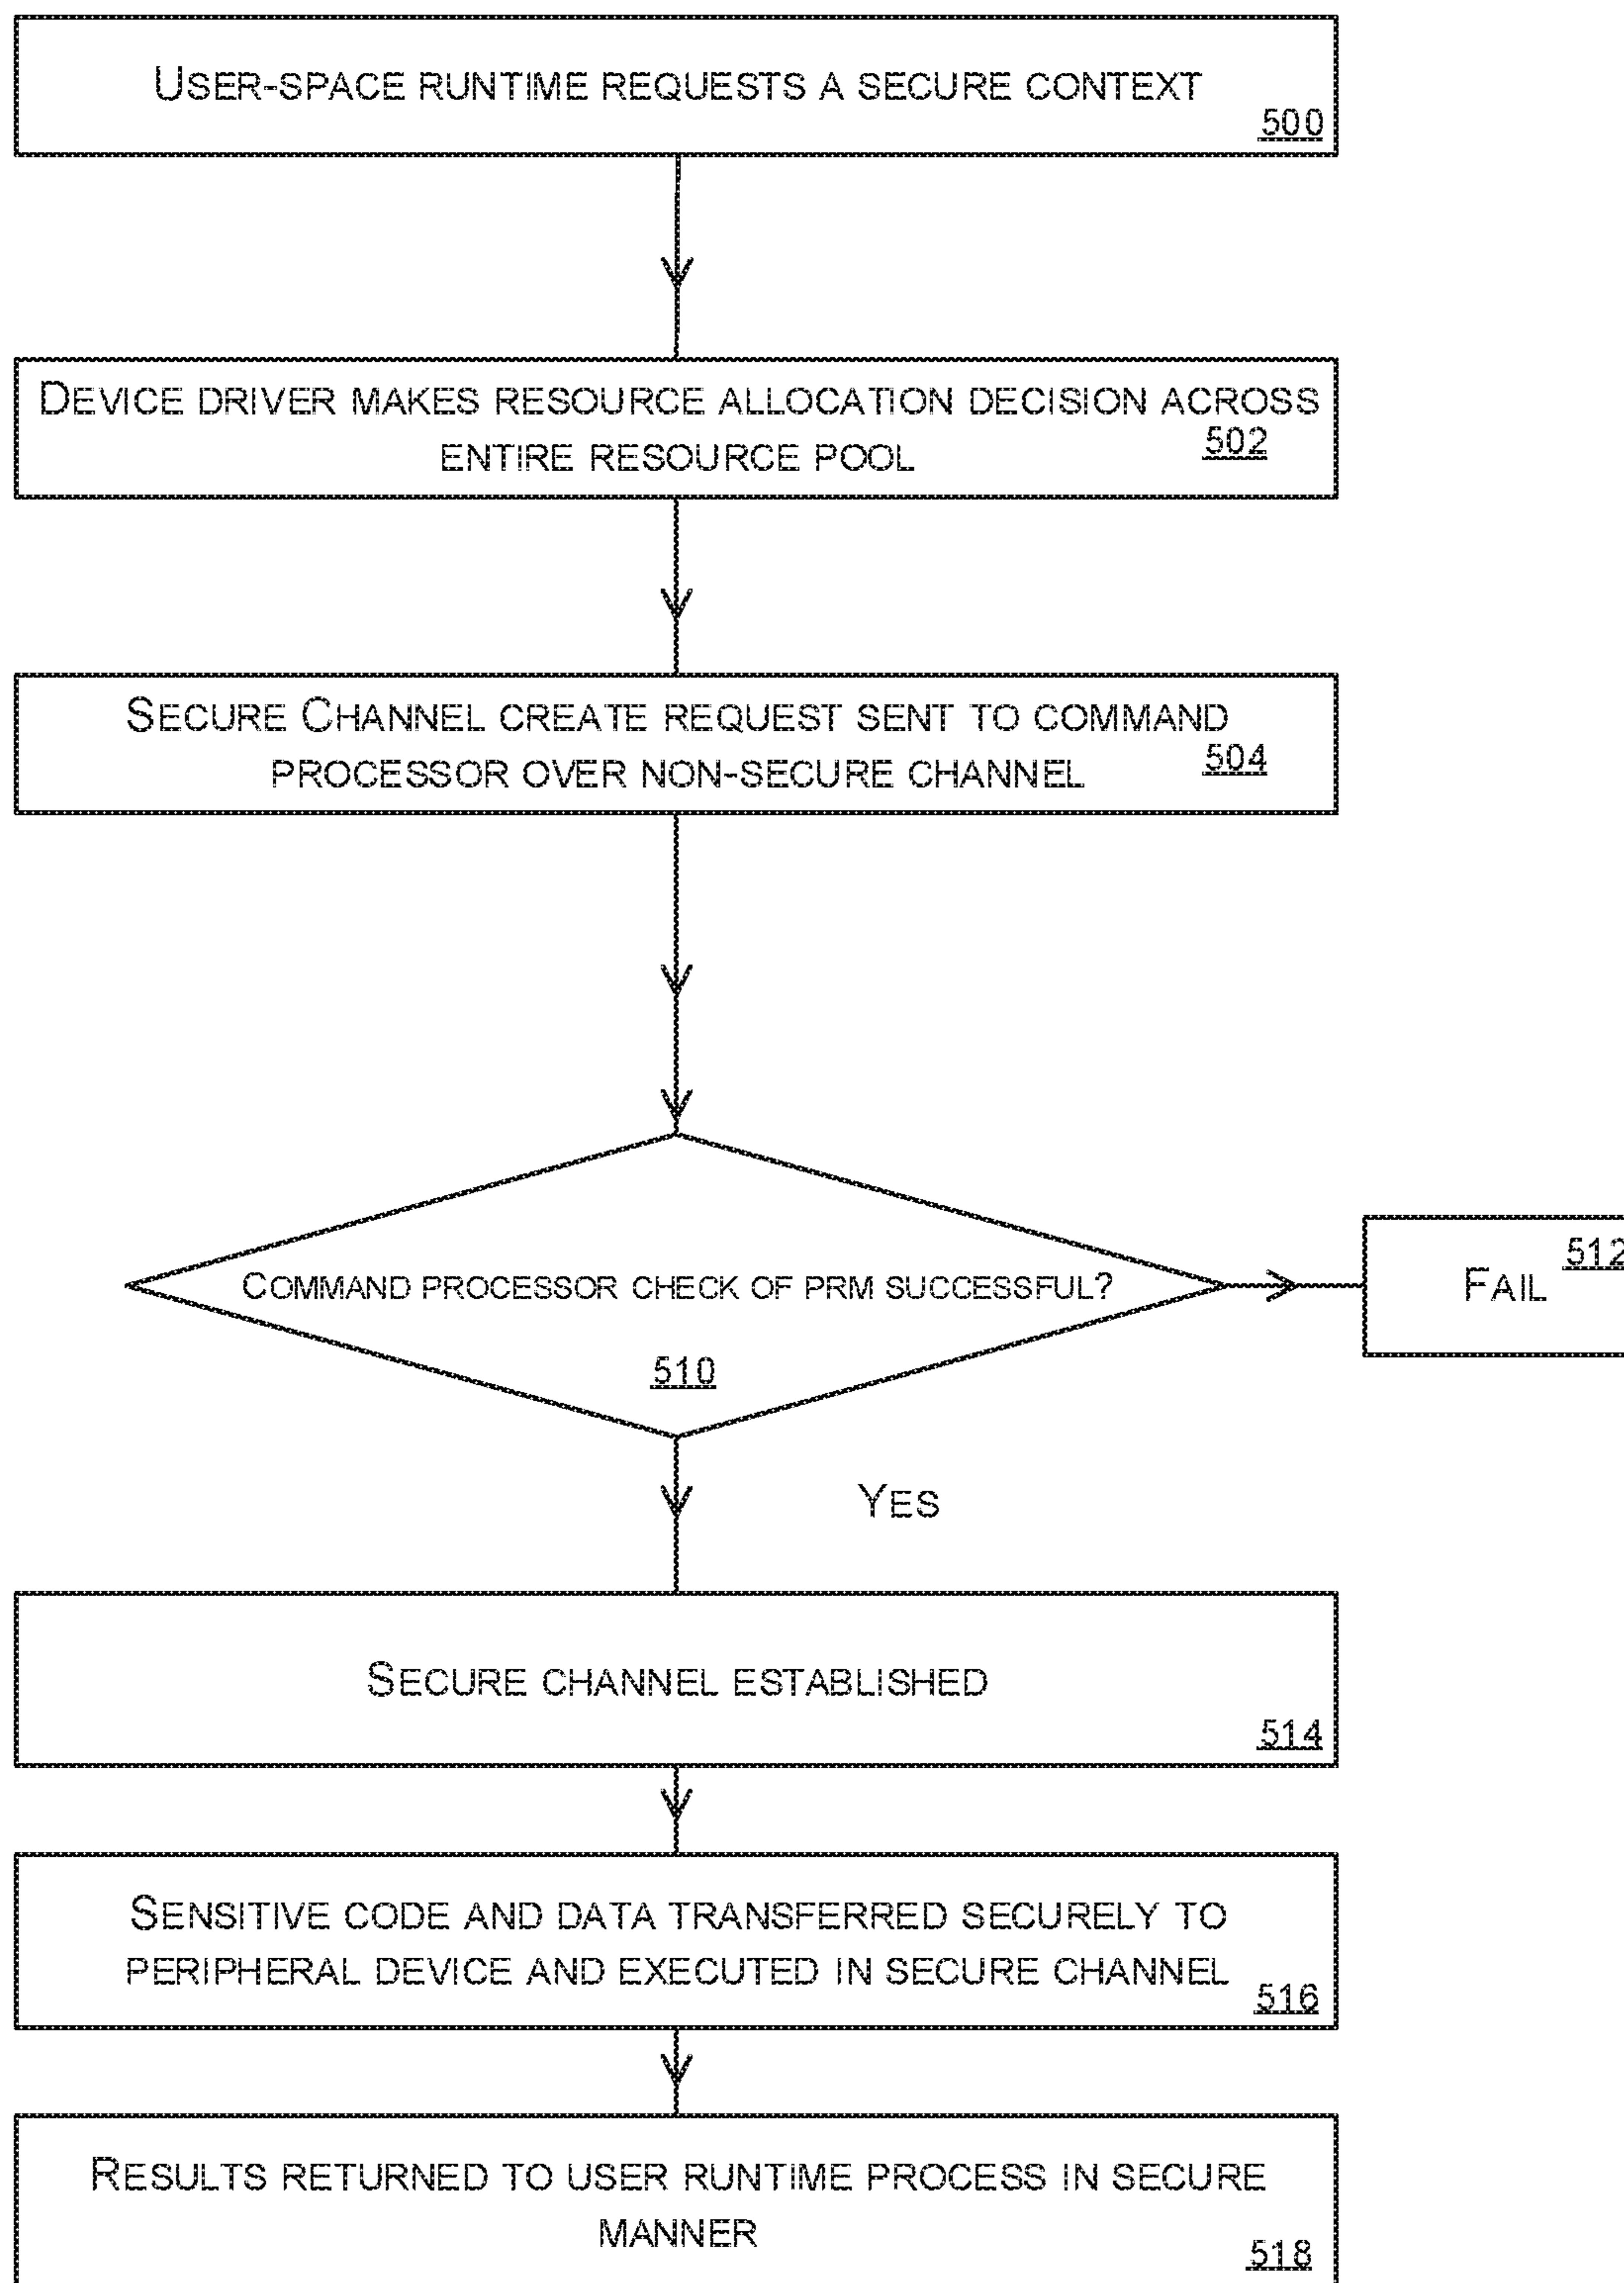 User-space runtime requests a secure context
500
Device driver makes resource allocation decision across
entire resource pool
502
Secure Channel create request sent to command
processor over non-secure channel
504
Command processor check of prm successful?
510
512
Fail
Yes
Secure channel established
514
Sensitive code and data transferred securely to
peripheral device and executed in secure channel
516
Results returned to user runtime process in secure
manner
518